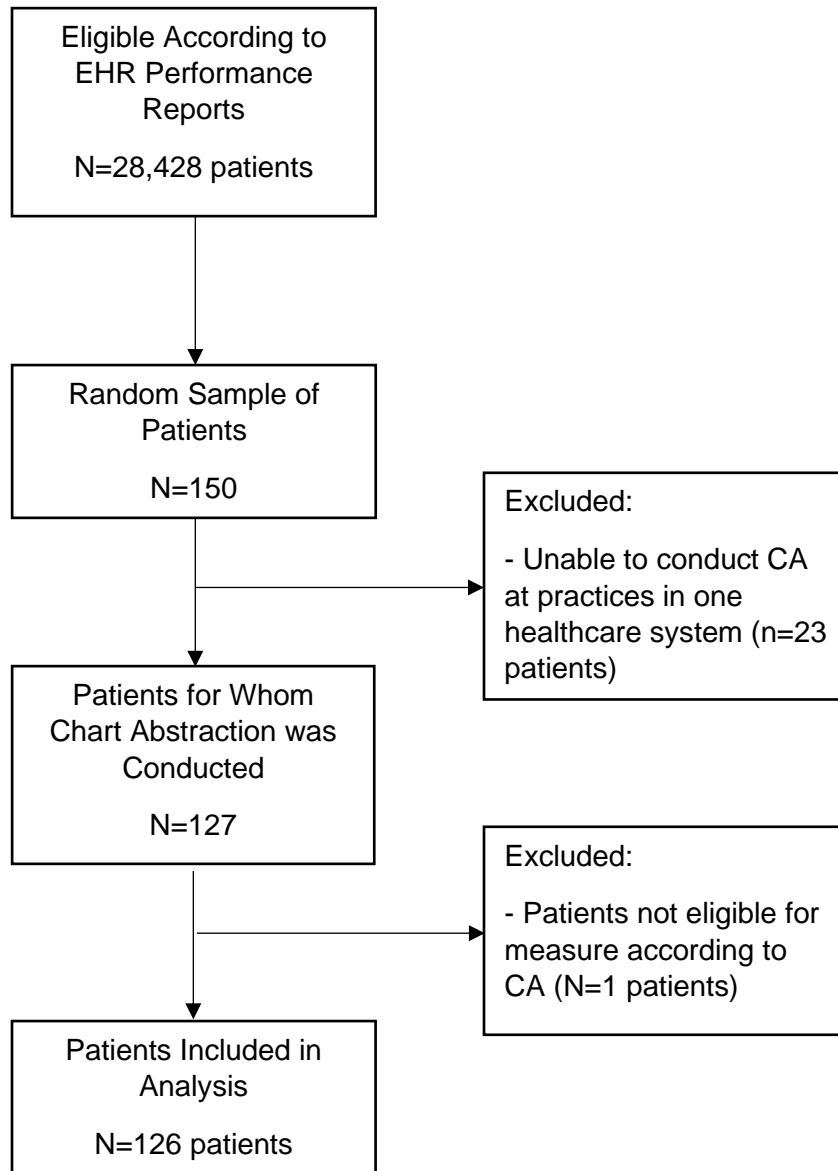 Eligible According to
EHR Performance
Reports
N=28,428 patients
Random Sample of
Patients
N=150
Excluded:
- Unable to conduct CA
at practices in one
healthcare system (n=23
patients)
Patients for Whom
Chart Abstraction was
Conducted
N=127
Excluded:
- Patients not eligible for
measure according to
CA (N=1 patients)
Patients Included in
Analysis
N=126 patients